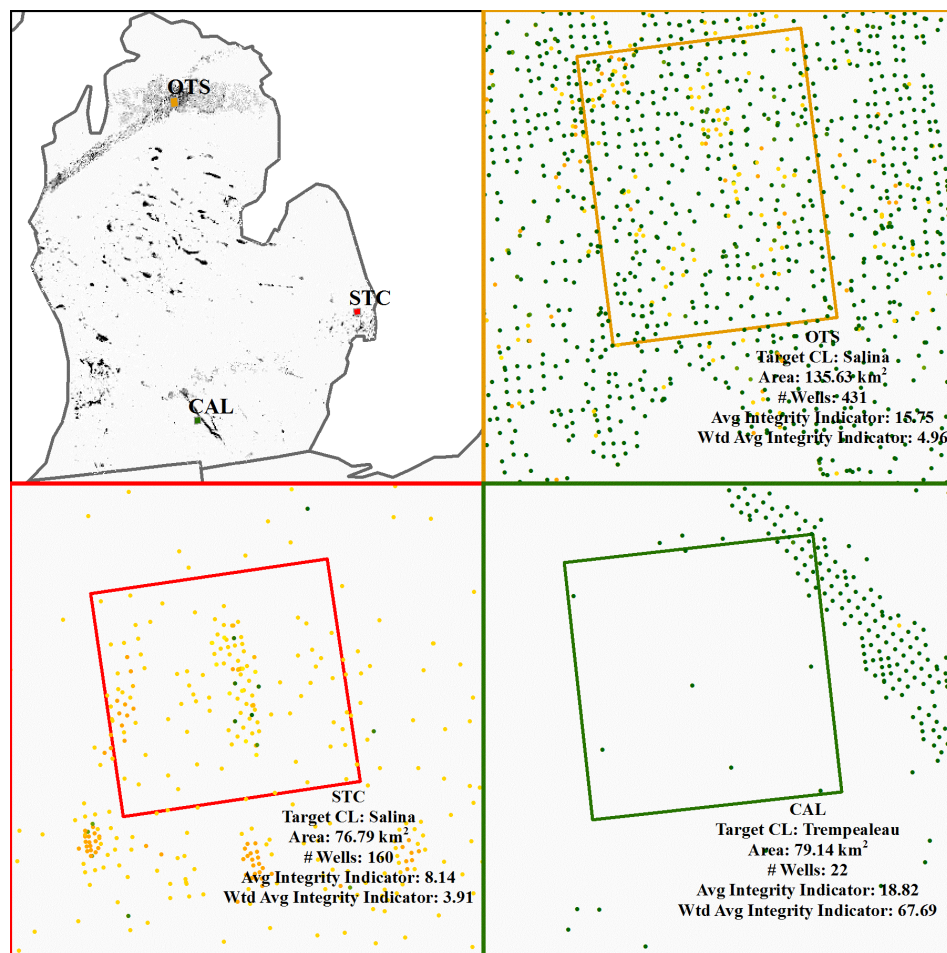 OTS
STC
CAL
OTS
Target CL: Salina
Area: 135.63 km²
# Wells: 431
Avg Integrity Indicator: 15.75
Wtd Avg Integrity Indicator: 4.96
STC
Target CL: Salina
Area: 76.79 km²
# Wells: 160
Avg Integrity Indicator: 8.14
Wtd Avg Integrity Indicator: 3.91
CAL
Target CL: Trempealeau
Area: 79.14 km²
# Wells: 22
Avg Integrity Indicator: 18.82
Wtd Avg Integrity Indicator: 67.69